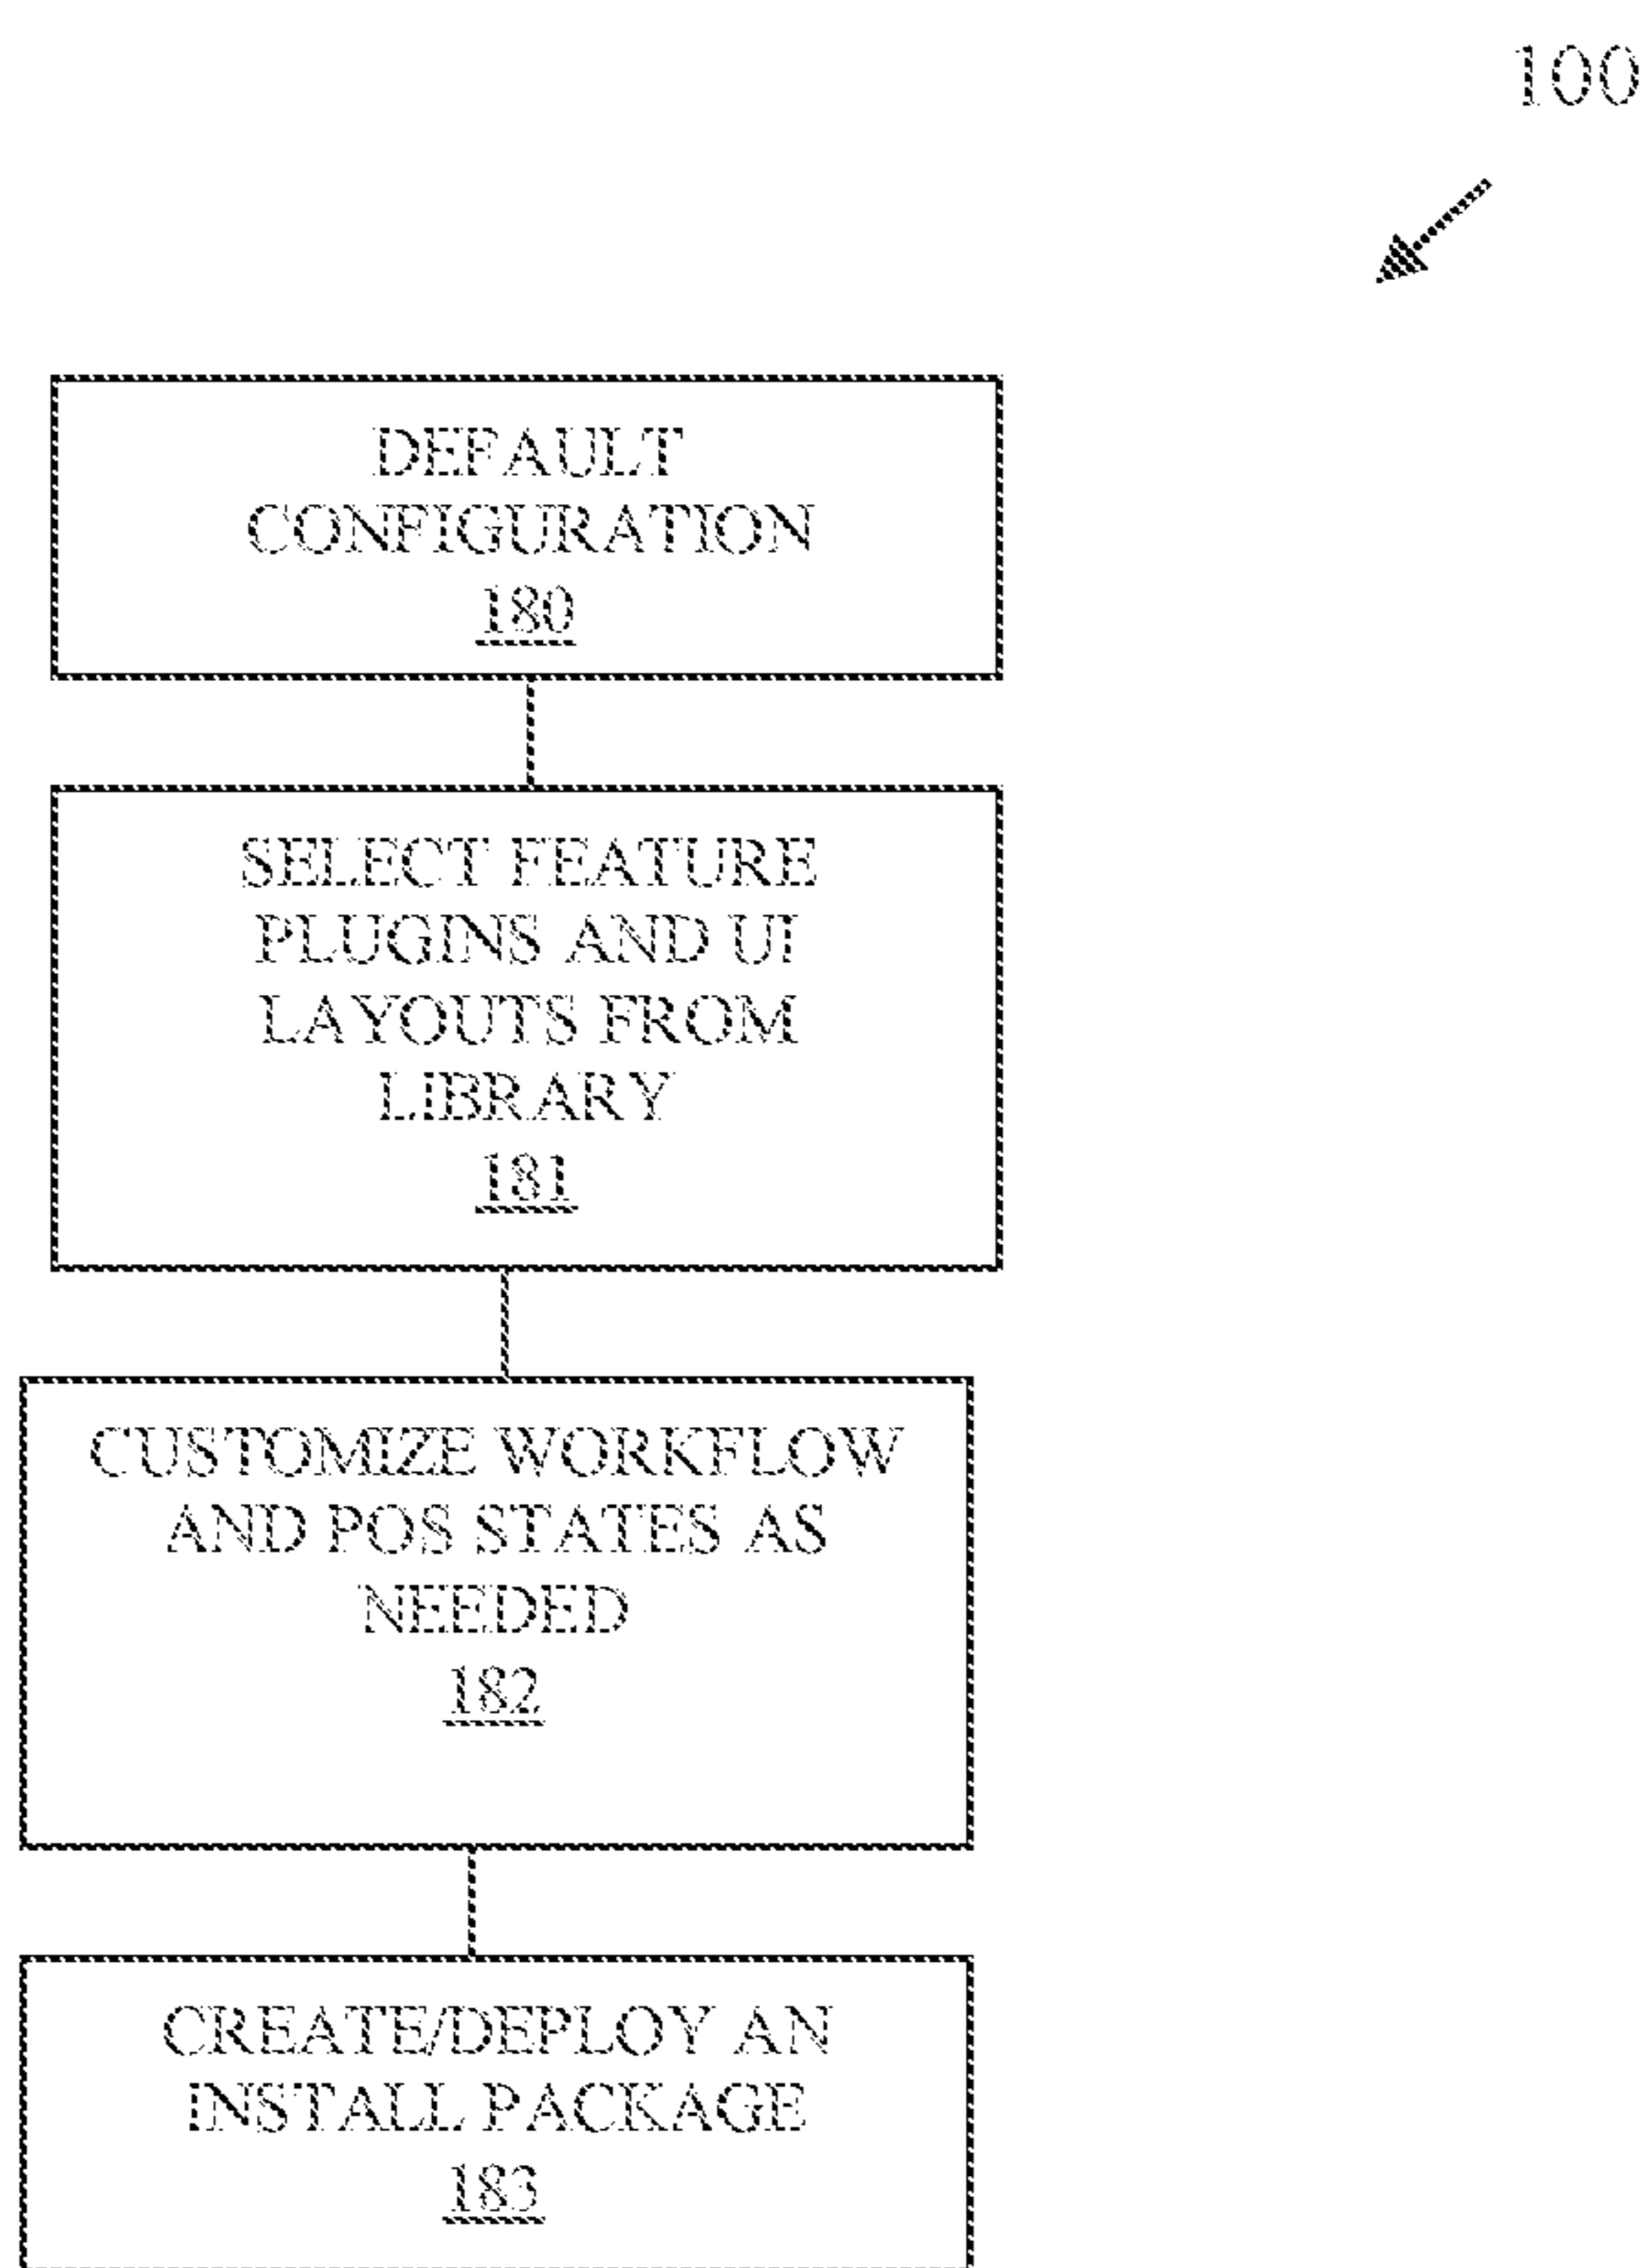 100
DEFAULT
CONFIGURATION
180
SELECT FEATURE
PLUGINS AND UI
LAYOUTS FROM
LIBRARY
181
CUSTOMIZE WORKFLOW
AND POS STATES AS
NEEDED
182
CREATE/DEPLOY AN
INSTALL PACKAGE
183